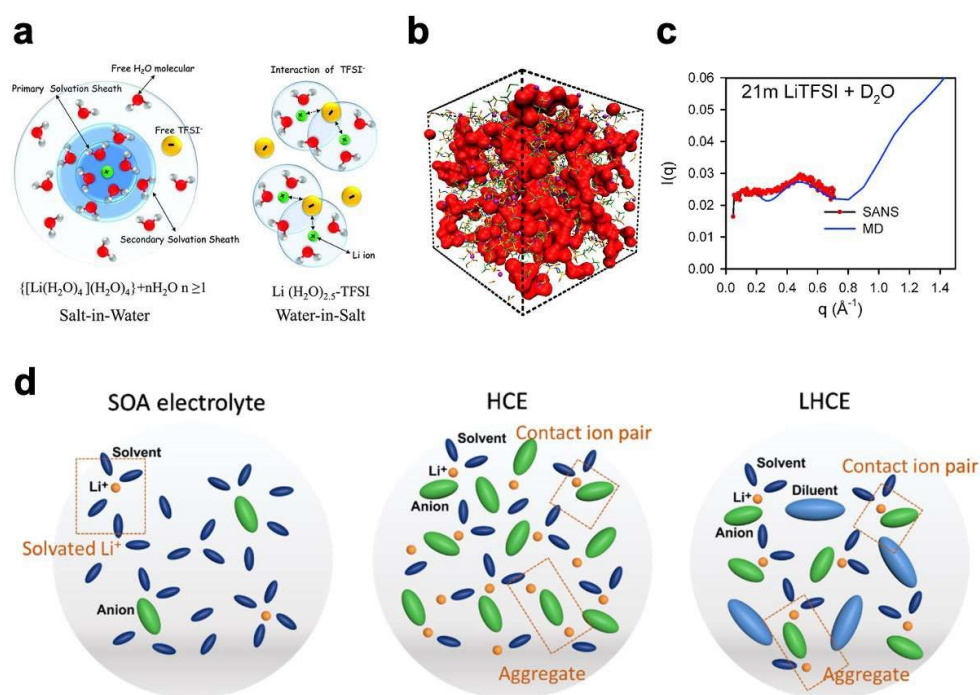 a
Free H₂O molecular
Primary Solvation Sheath
Free TFSI⁻
Secondary Solvation Sheath
{[Li(H₂O)₄](H₂O)₄}+nH₂O n ≥1
Salt-in-Water
Interaction of TFSI⁻
Li ion
Li (H₂O)₂.₅-TFSI
Water-in-Salt
b
c
21m LiTFSI + D₂O
I(q)
0.06
0.05
0.04
0.03
0.02
0.01
0.00
SANS
MD
0.0 0.2 0.4 0.6 0.8 1.0 1.2 1.4
q (Å⁻¹)
d
SOA electrolyte
Solvent
Li⁺
Solvated Li⁺
Anion
HCE
Solvent
Contact ion pair
Li⁺
Anion
Aggregate
LHCE
Solvent
Contact ion pair
Li⁺
Diluent
Anion
Aggregate